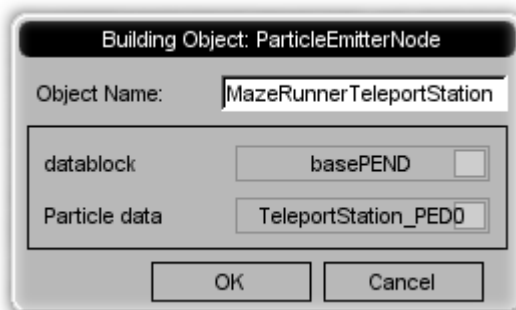 Building Object: ParticleEmitterNode
Object Name: MazeRunnerTeleportStation
datablock basePEND
Particle data TeleportStation_PED0
OK Cancel